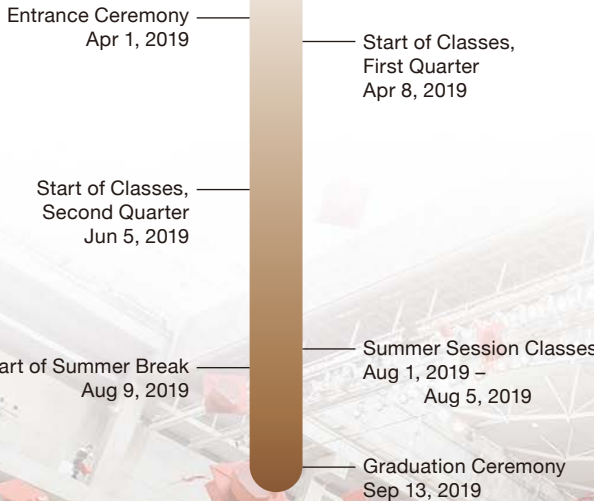 Entrance Ceremony
Apr 1, 2019
Start of Classes,
First Quarter
Apr 8, 2019
Start of Classes,
Second Quarter
Jun 5, 2019
Summer Session Classes
Aug 1, 2019 –
Aug 5, 2019
art of Summer Break
Aug 9, 2019
Graduation Ceremony
Sep 13, 2019